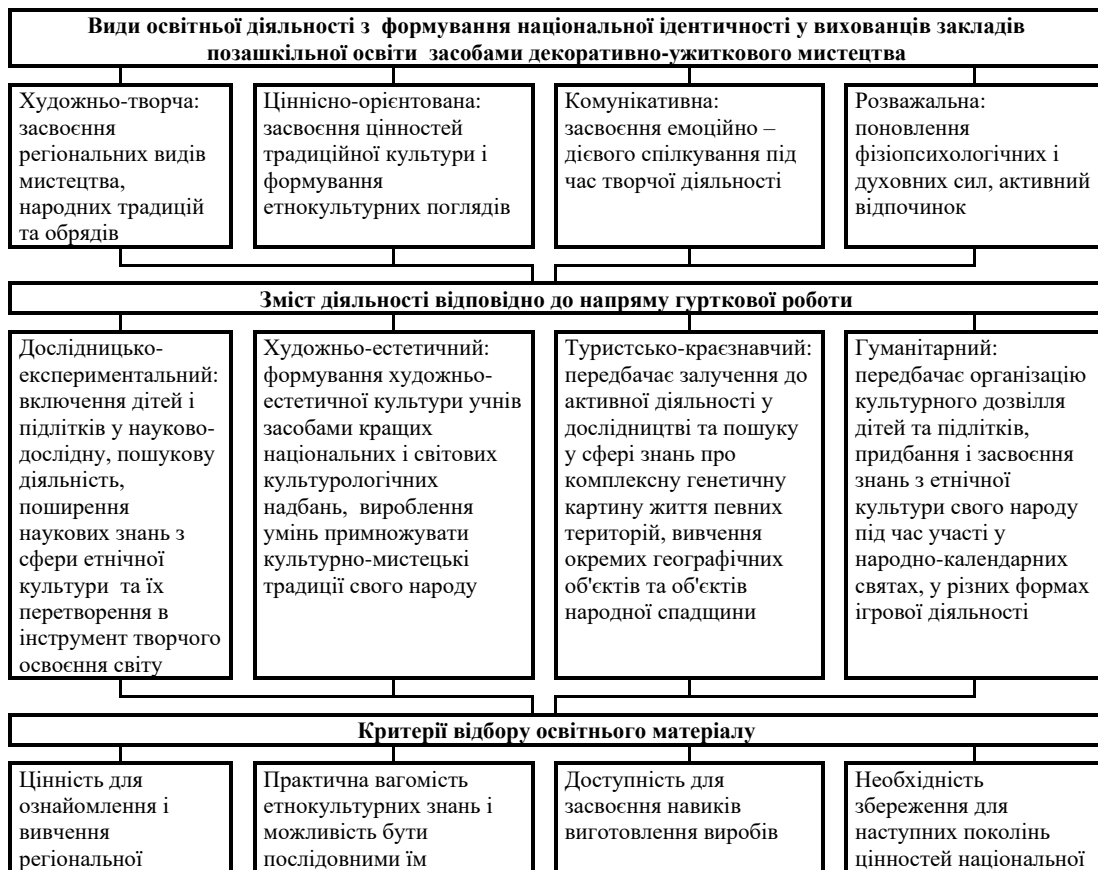 Види освітньої діяльності з формування національної ідентичності у вихованців закладів
позашкільної освіти засобами декоративно-ужиткового мистецтва
Художньо-творча:
засвоєння
регіональних видів
мистецтва,
народних традицій
та обрядів
Ціннісно-орієнтована:
засвоєння цінностей
традиційної культури і
формування
етнокультурних поглядів
Комунікативна:
засвоєння емоційно –
дієвого спілкування під
час творчої діяльності
Розважальна:
поновлення
фізіопсихологічних і
духовних сил, активний
відпочинок
Зміст діяльності відповідно до напряму гурткової роботи
Дослідницько-
експериментальний:
включення дітей і
підлітків у науково-
дослідну, пошукову
діяльність,
поширення
наукових знань з
сфери етнічної
культури та їх
перетворення в
інструмент творчого
освоєння світу
Художньо-естетичний:
формування художньо-
естетичної культури учнів
засобами кращих
національних і світових
культурологічних
надбань, вироблення
умінь примножувати
культурно-мистецькі
традиції свого народу
Туристсько-краєзнавчий:
передбачає залучення до
активної діяльності у
дослідництві та пошуку
у сфері знань про
комплексну генетичну
картину життя певних
територій, вивчення
окремих географічних
об'єктів та об'єктів
народної спадщини
Гуманітарний:
передбачає організацію
культурного дозвілля
дітей та підлітків,
придбання і засвоєння
знань з етнічної
культури свого народу
під час участі у
народно-календарних
святах, у різних формах
ігрової діяльності
Критерії відбору освітнього матеріалу
Цінність для
ознайомлення і
вивчення
регіональної
Практична вагомість
етнокультурних знань і
можливість бути
послідовними їм
Доступність для
засвоєння навиків
виготовлення виробів
Необхідність
збереження для
наступних поколінь
цінностей національної